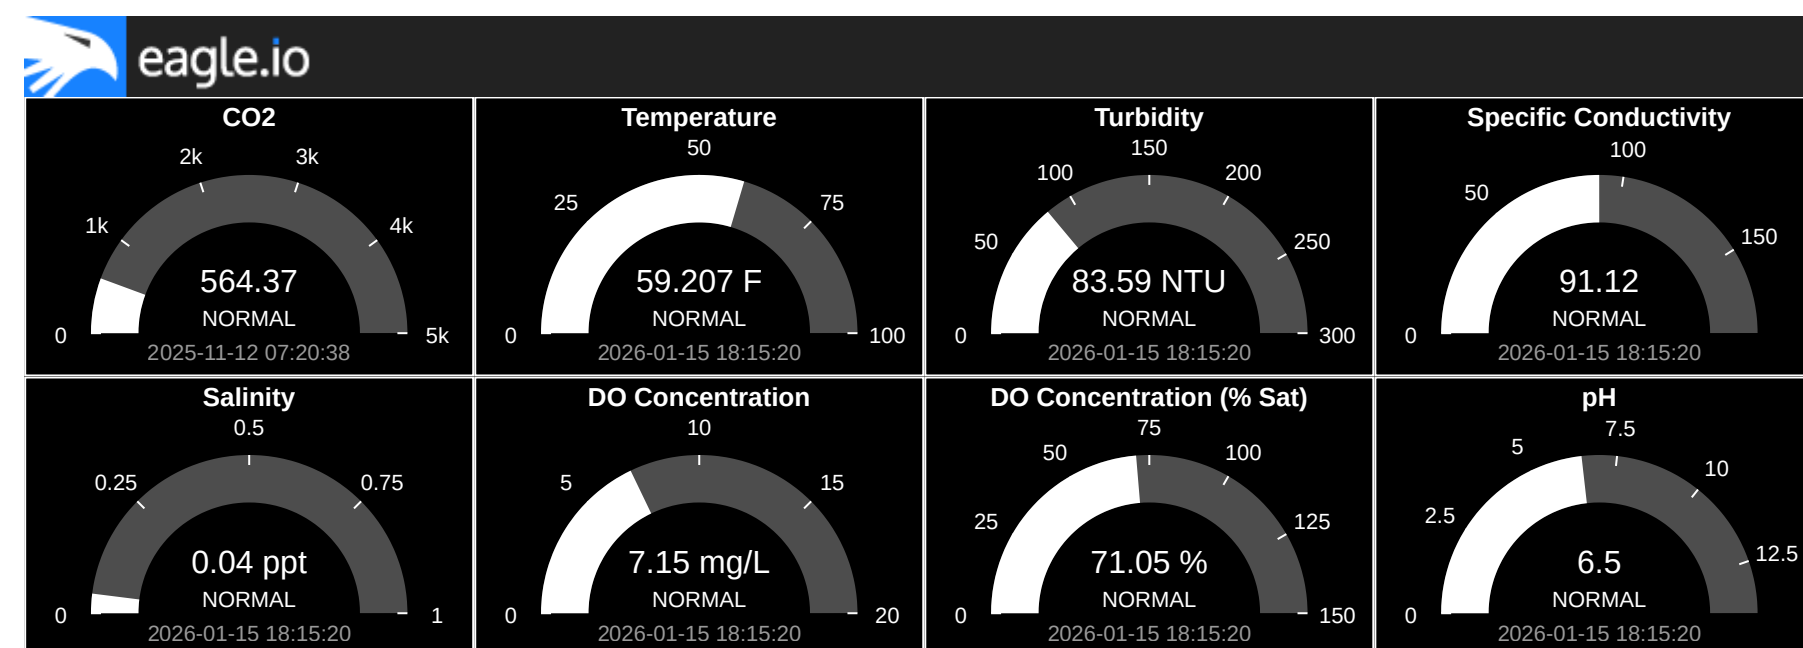 eagle.io
CO2
0
1k
2k
3k
4k
5k
564.37
NORMAL
2025-11-12 07:20:38
Temperature
0
25
50
75
100
59.207 F
NORMAL
2026-01-15 18:15:20
Turbidity
0
50
100
150
200
250
300
83.59 NTU
NORMAL
2026-01-15 18:15:20
Specific Conductivity
0
50
100
150
91.12
NORMAL
2026-01-15 18:15:20
Salinity
0
0.25
0.5
0.75
1
0.04 ppt
NORMAL
2026-01-15 18:15:20
DO Concentration
0
5
10
15
20
7.15 mg/L
NORMAL
2026-01-15 18:15:20
DO Concentration (% Sat)
0
25
50
75
100
125
150
71.05 %
NORMAL
2026-01-15 18:15:20
pH
0
2.5
5
7.5
10
12.5
6.5
NORMAL
2026-01-15 18:15:20